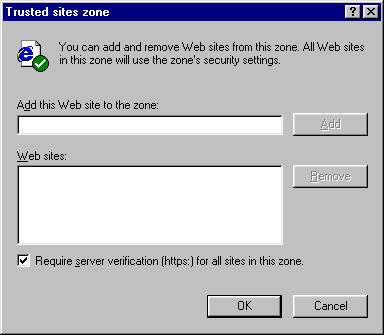 Trusted sites zone
You can add and remove Web sites from this zone. All Web sites
in this zone will use the zone's security settings.
Add this Web site to the zone:
Add
Web sites:
Remove
Require server verification (https:) for all sites in this zone.
OK
Cancel